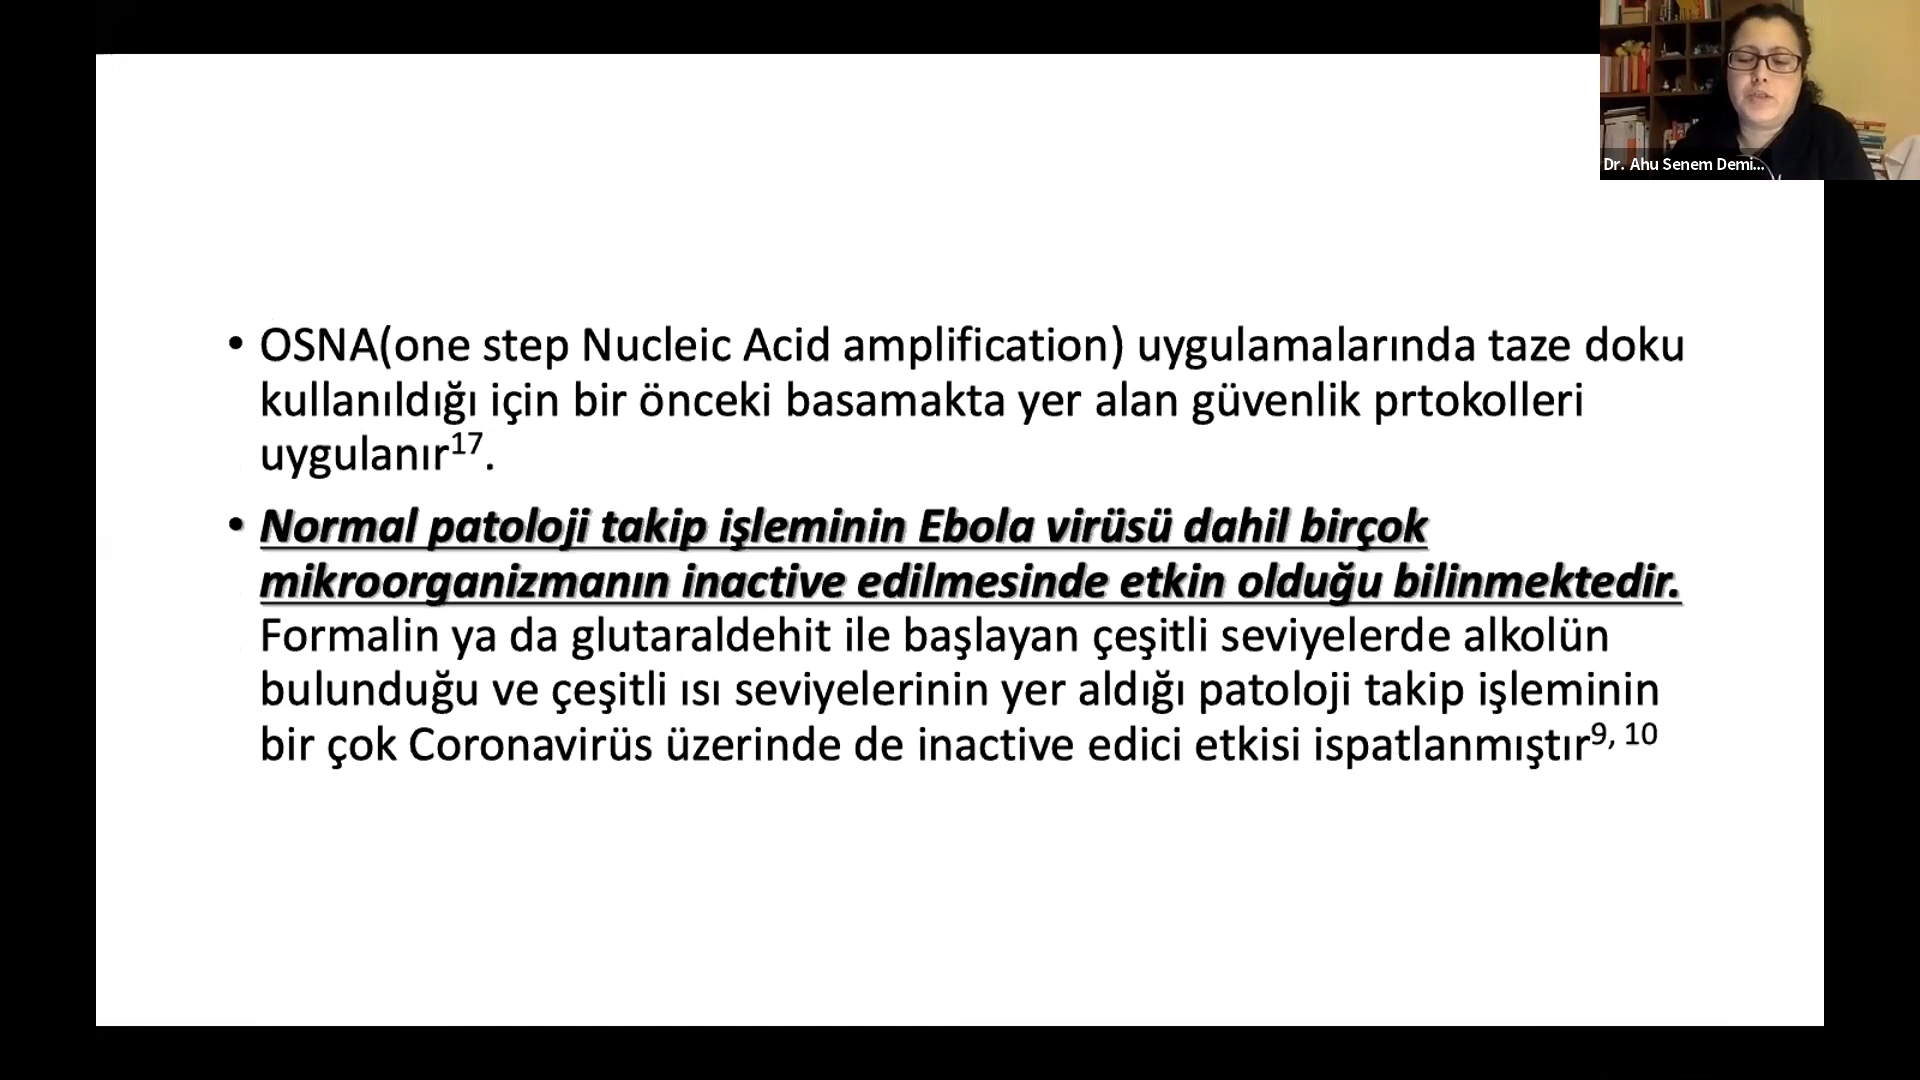 Dr. Ahu Senem Demi...
• OSNA(one step Nucleic Acid amplification) uygulamalarında taze doku
kullanıldığı için bir önceki basamakta yer alan güvenlik prtokolleri
uygulanır17.
• Normal patoloji takip işleminin Ebola virüsü dahil birçok
mikroorganizmanın inactive edilmesinde etkin olduğu bilinmektedir.
Formalin ya da glutaraldehit ile başlayan çeşitli seviyelerde alkolün
bulunduğu ve çeşitli ısı seviyelerinin yer aldığı patoloji takip işleminin
bir çok Coronavirüs üzerinde de inactive edici etkisi ispatlanmıştır9, 10